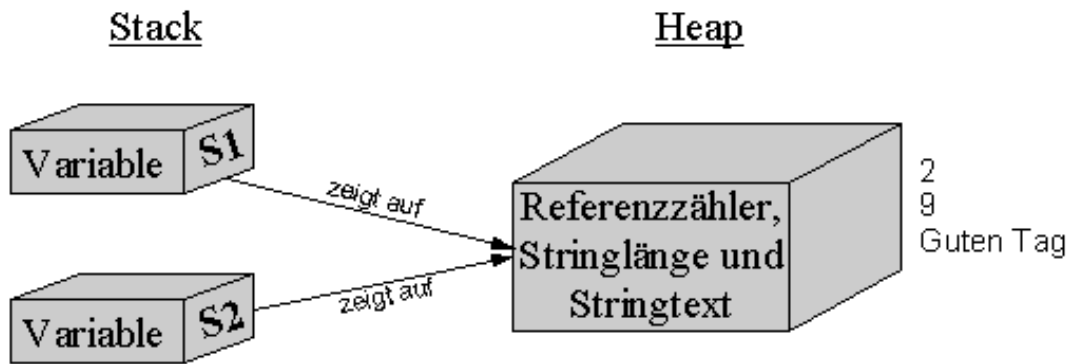 Stack
Heap
Variable S1
zeigt auf
Referenzzähler,
Stringlänge und
Stringtext
2
9
Guten Tag
Variable S2
zeigt auf